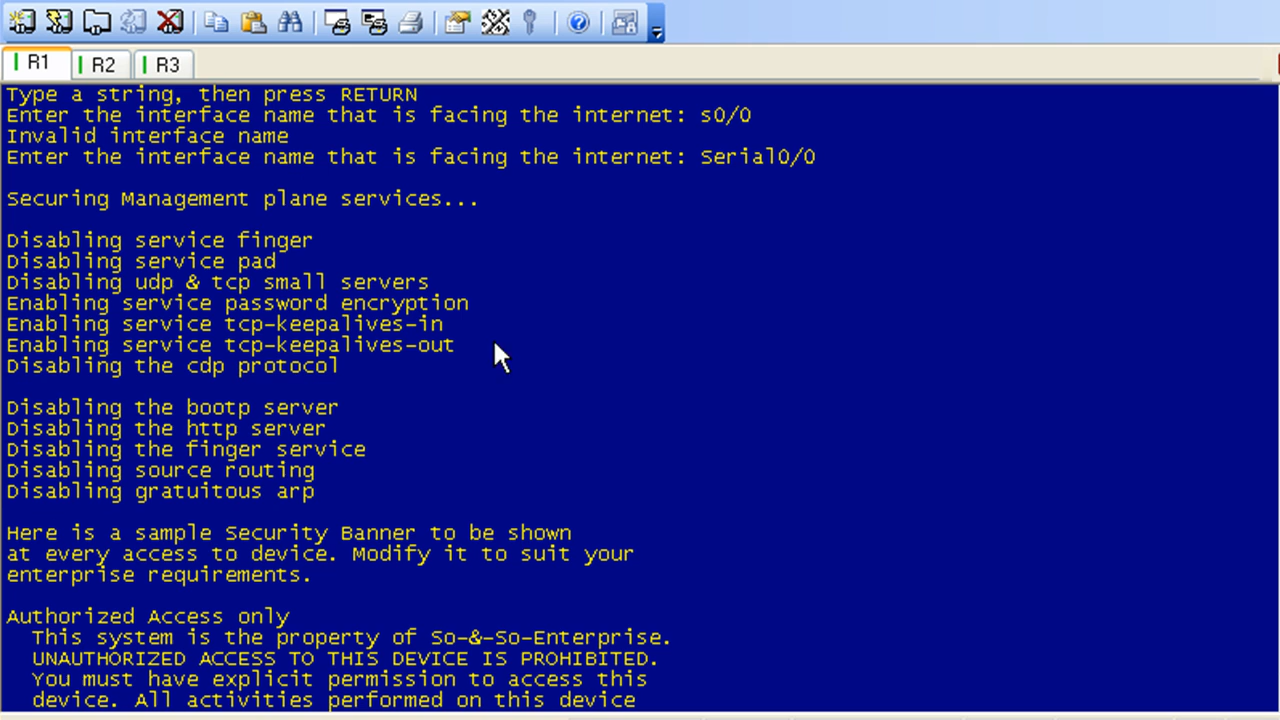 R1
R2
R3
Type a string, then press RETURN
Enter the interface name that is facing the internet: s0/0
Invalid interface name
Enter the interface name that is facing the internet: Serial0/0
Securing Management plane services...
Disabling service finger
Disabling service pad
Disabling udp & tcp small servers
Enabling service password encryption
Enabling service tcp-keepalives-in
Enabling service tcp-keepalives-out
Disabling the cdp protocol
Disabling the bootp server
Disabling the http server
Disabling the finger service
Disabling source routing
Disabling gratuitous arp
Here is a sample Security Banner to be shown
at every access to device. Modify it to suit your
enterprise requirements.
Authorized Access only
This system is the property of So-&-So-Enterprise.
UNAUTHORIZED ACCESS TO THIS DEVICE IS PROHIBITED.
You must have explicit permission to access this
device. All activities performed on this device